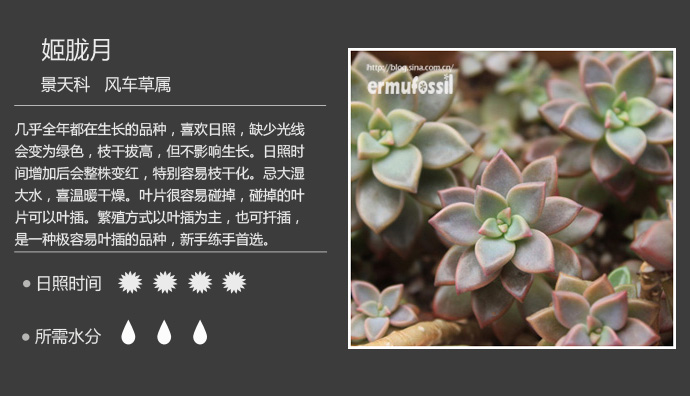 姬胧月
景天科 风车草属
几乎全年都在生长的品种，喜欢日照，缺少光线
会变为绿色，枝干拔高，但不影响生长。日照时
间增加后会整株变红，特别容易枝干化。忌大湿
大水，喜温暖干燥。叶片很容易碰掉，碰掉的叶
片可以叶插。繁殖方式以叶插为主，也可扦插，
是一种极容易叶插的品种，新手练手首选。
日照时间
所需水分
http://blog.sina.com.cn/
ermufossil